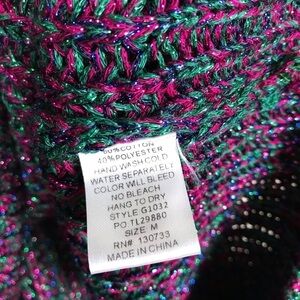 60% COTTON
40% POLYESTER
HAND WASH COLD
WATER SEPARATELY
COLOR WILL BLEED
NO BLEACH
HANG TO DRY
STYLE G1032
PO TL29880
SIZE M
RN# 130733
MADE IN CHINA